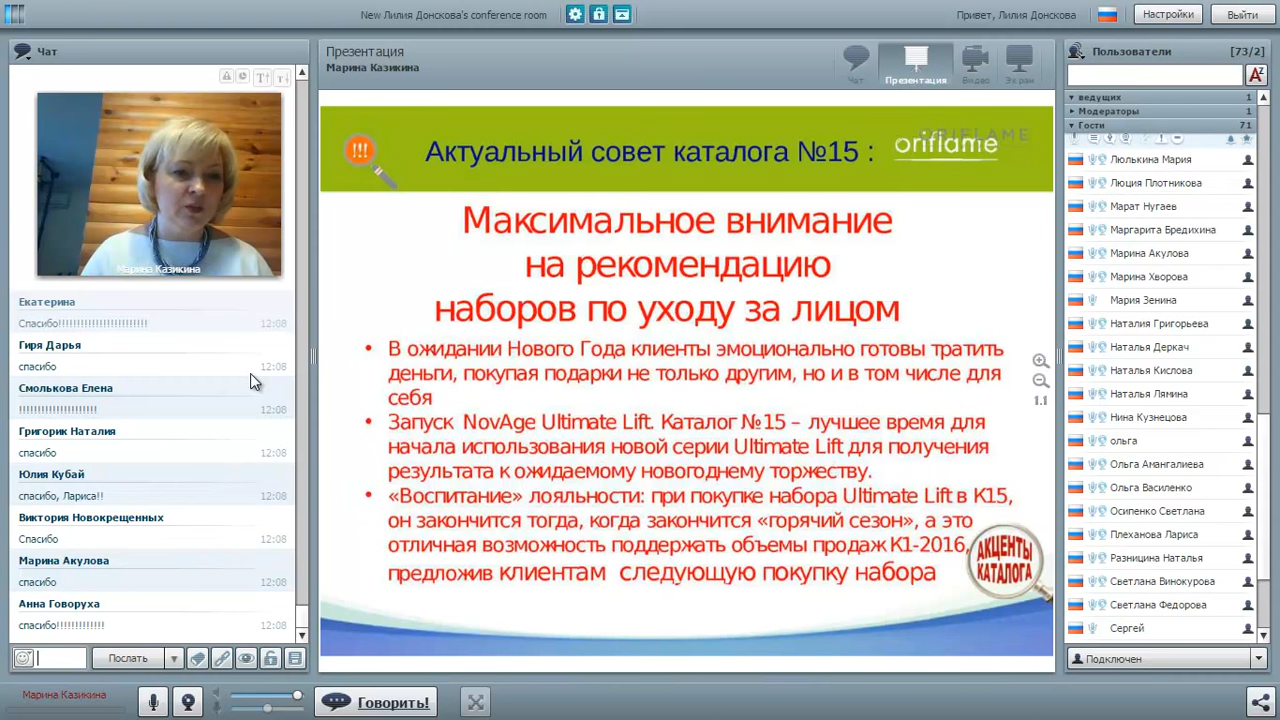 New Лилия Донскова's conference room
Привет, Лилия Донскова
Настройки
Выйти
Чат
Марина Казикина
Екатерина
Спасибо!!!!!!!!!!!!!!!!!!!!!!!! 12:08
Гиря Дарья
спасибо 12:08
Смолькова Елена
!!!!!!!!!!!!!!!!!!!!! 12:08
Григорик Наталия
спасибо 12:08
Юлия Кубай
спасибо, Лариса!! 12:08
Виктория Новокрещенных
Спасибо 12:08
Марина Акулова
спасибо 12:08
Анна Говоруха
спасибо!!!!!!!!!!!!! 12:08
Послать
Марина Казикина
Говорить!
Презентация
Марина Казикина
Чат
Презентация
Видео
Экран
!!!
Актуальный совет каталога №15 :
ORIFLAME
oriflame
Максимальное внимание
на рекомендацию
наборов по уходу за лицом
• В ожидании Нового Года клиенты эмоционально готовы тратить
деньги, покупая подарки не только другим, но и в том числе для
себя
• Запуск NovAge Ultimate Lift. Каталог №15 – лучшее время для
начала использования новой серии Ultimate Lift для получения
результата к ожидаемому новогоднему торжеству.
• «Воспитание» лояльности: при покупке набора Ultimate Lift в К15,
он закончится тогда, когда закончится «горячий сезон», а это
отличная возможность поддержать объемы продаж К1-2016,
предложив клиентам следующую покупку набора
АКЦЕНТЫ
КАТАЛОГА
1.1
Пользователи [73/2]
ведущих 1
Модераторы 1
Гости 71
Люлькина Мария
Люция Плотникова
Марат Нугаев
Маргарита Бредихина
Марина Акулова
Марина Хворова
Мария Зенина
Наталия Григорьева
Наталья Деркач
Наталья Кислова
Наталья Лямина
Нина Кузнецова
ольга
Ольга Амангалиева
Ольга Василенко
Осипенко Светлана
Плеханова Лариса
Разницина Наталья
Светлана Винокурова
Светлана Федорова
Сергей
Подключен